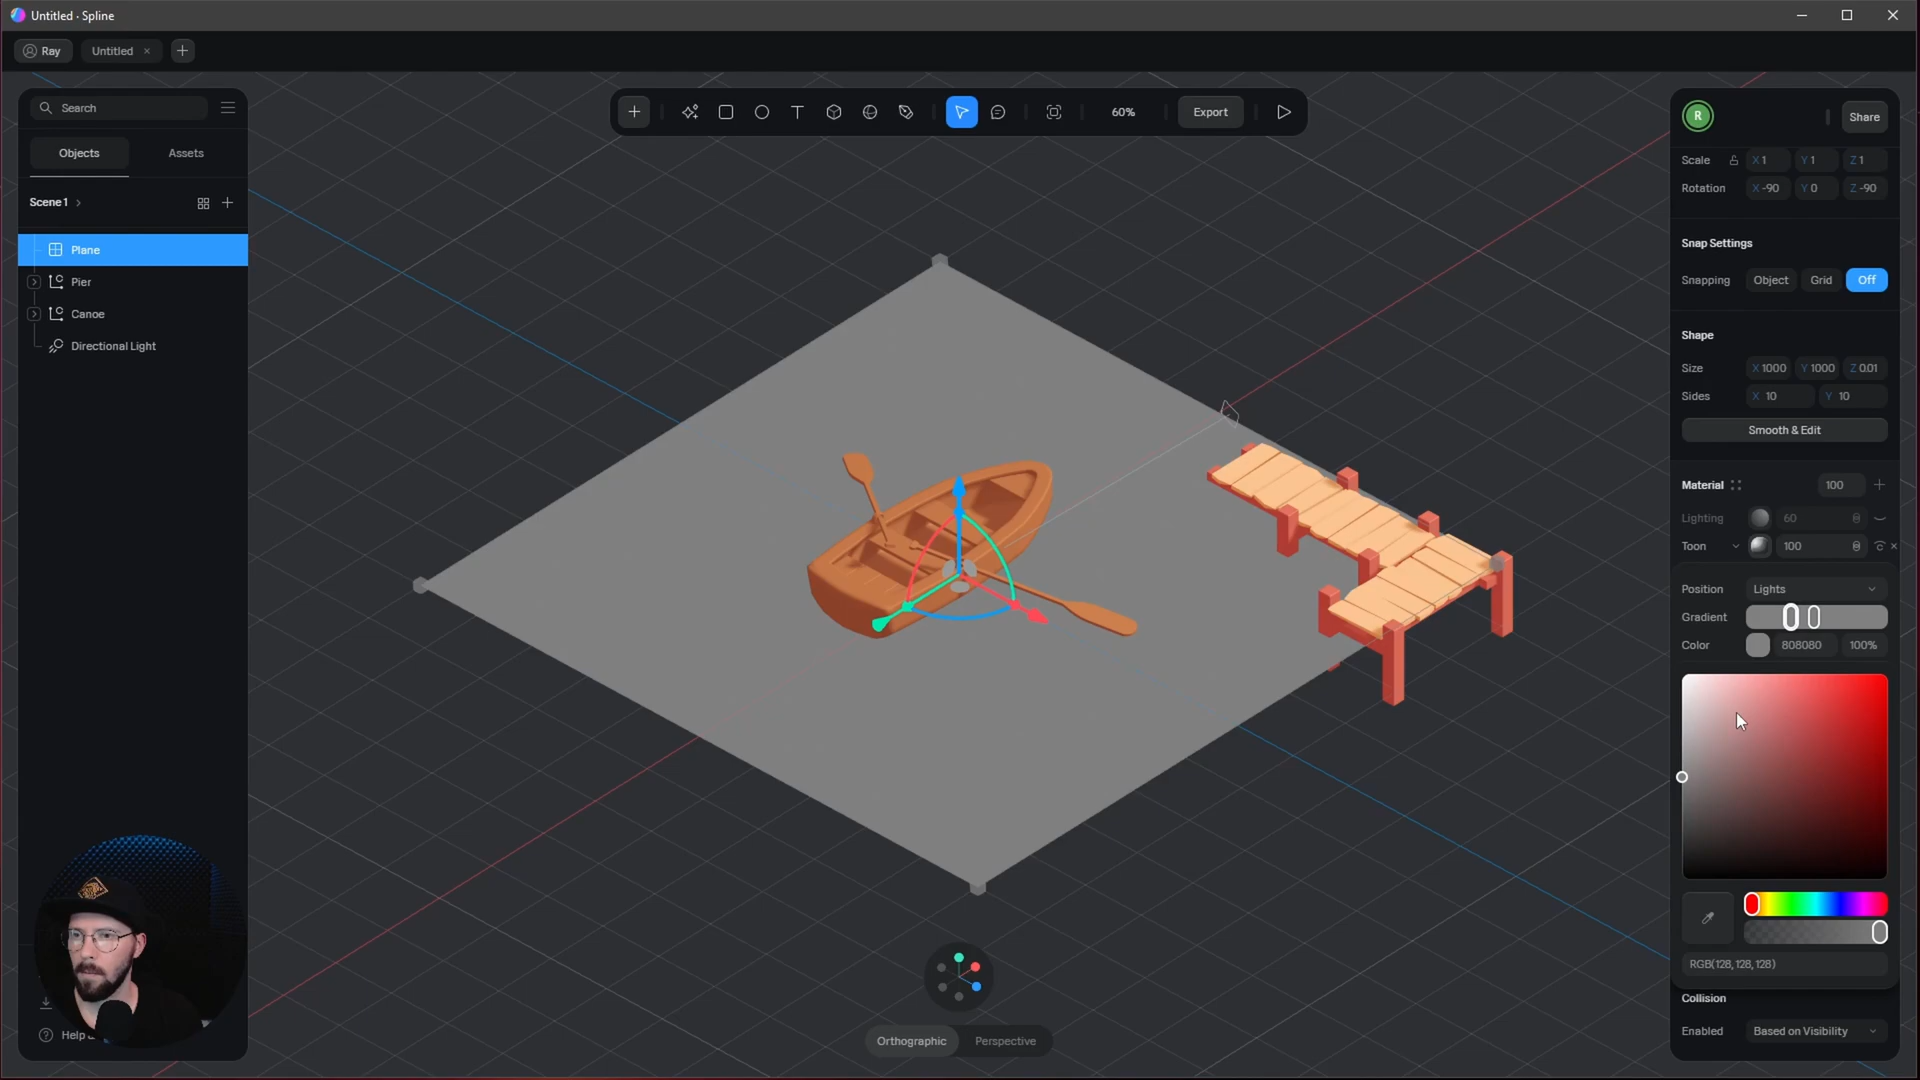 Untitled · Spline
Ray
Untitled
Search
Objects
Assets
Scene 1
Plane
Pier
Canoe
Directional Light
Help &
60%
Export
Orthographic
Perspective
R
Share
Scale X 1 Y 1 Z 1
Rotation X -90 Y 0 Z -90
Snap Settings
Snapping Object Grid Off
Shape
Size X 1000 Y 1000 Z 0.01
Sides X 10 Y 10
Smooth & Edit
Material 100
Lighting 60
Toon 100
Position Lights
Gradient
Color 808080 100%
RGB(128, 128, 128)
Collision
Enabled Based on Visibility